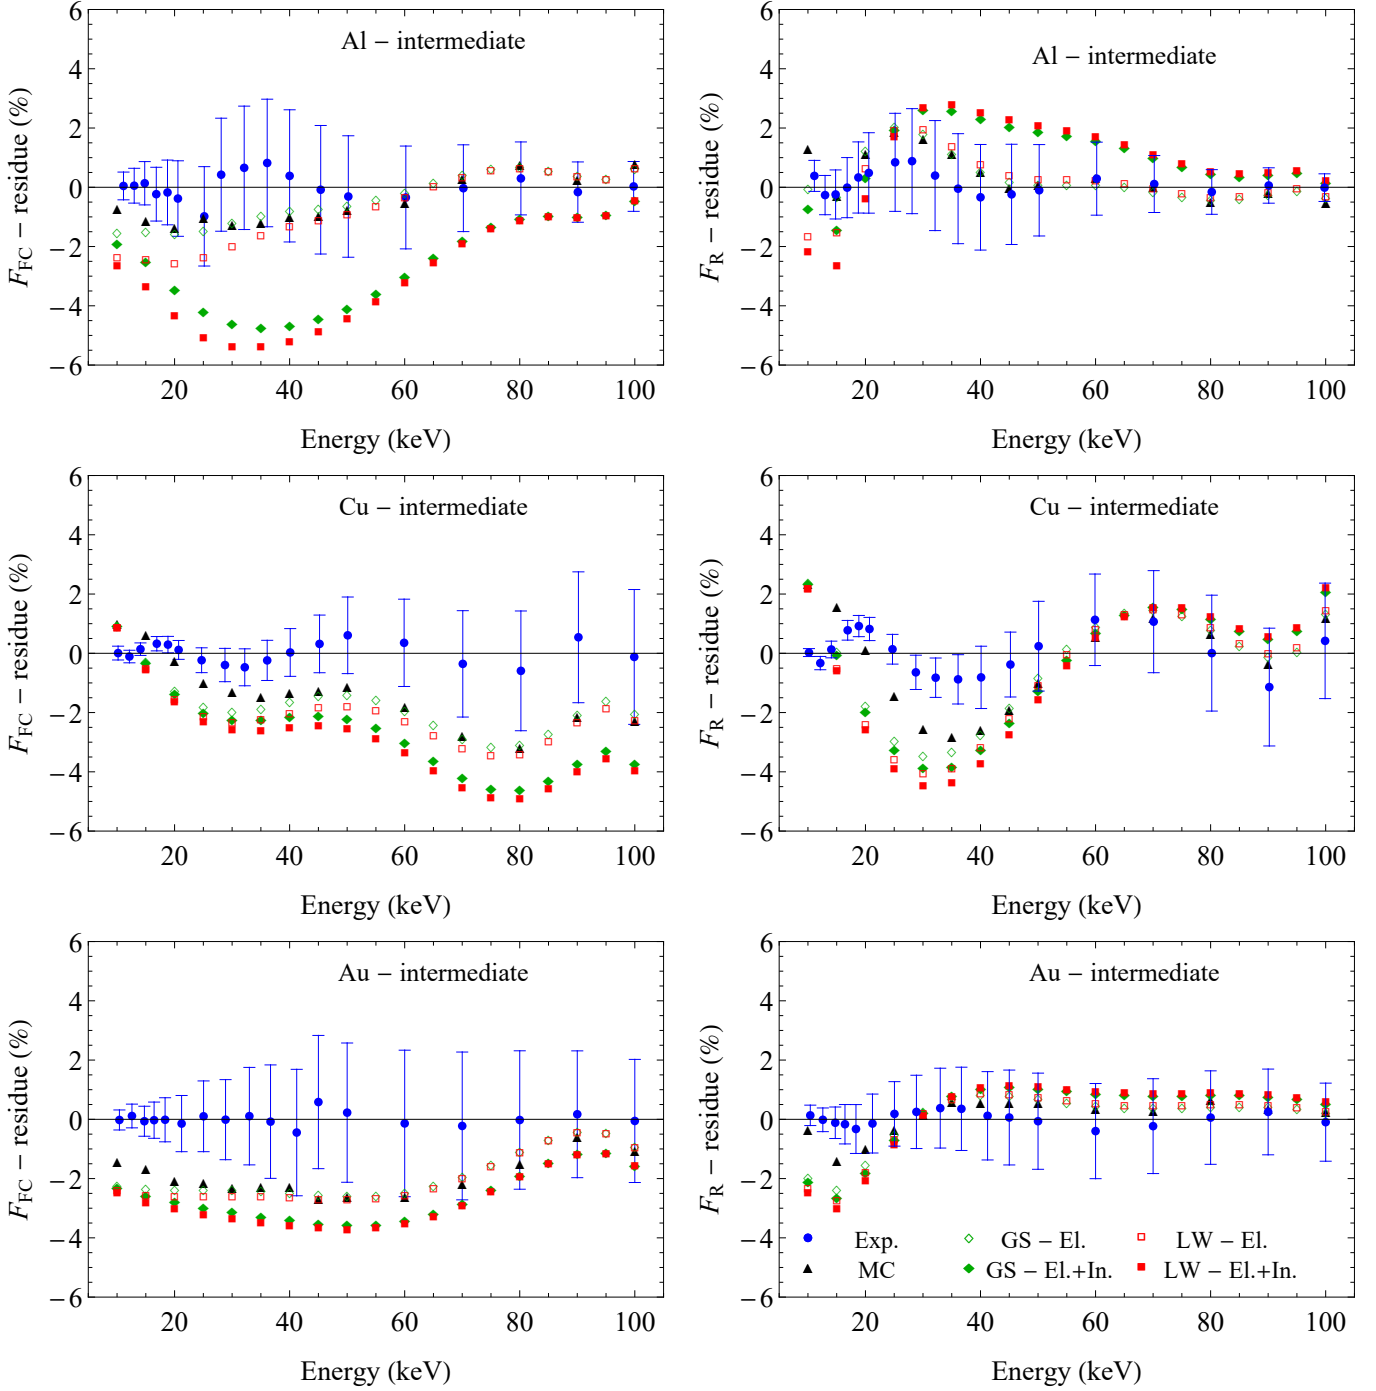 Al − intermediate
F_FC − residue (%)
6
4
2
0
−2
−4
−6
20 40 60 80 100
Energy (keV)
Al − intermediate
F_R − residue (%)
6
4
2
0
−2
−4
−6
20 40 60 80 100
Energy (keV)
Cu − intermediate
F_FC − residue (%)
6
4
2
0
−2
−4
−6
20 40 60 80 100
Energy (keV)
Cu − intermediate
F_R − residue (%)
6
4
2
0
−2
−4
−6
20 40 60 80 100
Energy (keV)
Au − intermediate
F_FC − residue (%)
6
4
2
0
−2
−4
−6
20 40 60 80 100
Energy (keV)
Au − intermediate
F_R − residue (%)
6
4
2
0
−2
−4
−6
Exp. GS − El. LW − El.
MC GS − El.+In. LW − El.+In.
20 40 60 80 100
Energy (keV)